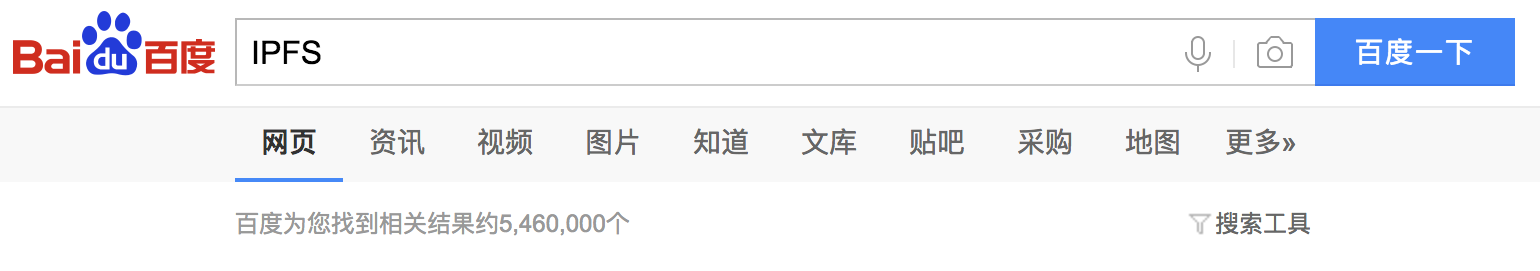 Baidu百度 IPFS 百度一下
网页 资讯 视频 图片 知道 文库 贴吧 采购 地图 更多»
百度为您找到相关结果约5,460,000个 搜索工具